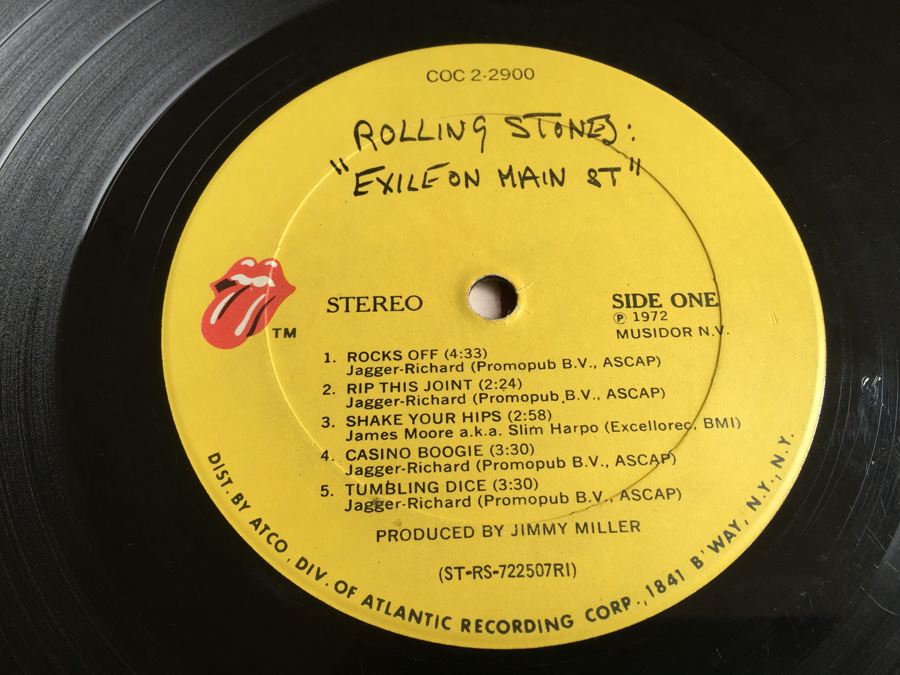 COC 2-2900
ROLLING STONES:
"EXILE ON MAIN ST"
TM
STEREO
SIDE ONE
℗ 1972
MUSIDOR N.V.
1. ROCKS OFF (4:33)
Jagger-Richard (Promopub B.V., ASCAP)
2. RIP THIS JOINT (2:24)
Jagger-Richard (Promopub B.V., ASCAP)
3. SHAKE YOUR HIPS (2:58)
James Moore a.k.a. Slim Harpo (Excellorec, BMI)
4. CASINO BOOGIE (3:30)
Jagger-Richard (Promopub B.V., ASCAP)
5. TUMBLING DICE (3:30)
Jagger-Richard (Promopub B.V., ASCAP)
PRODUCED BY JIMMY MILLER
(ST-RS-722507RI)
DIST. BY ATCO, DIV. OF ATLANTIC RECORDING CORP., 1841 B'WAY, N.Y., N.Y.